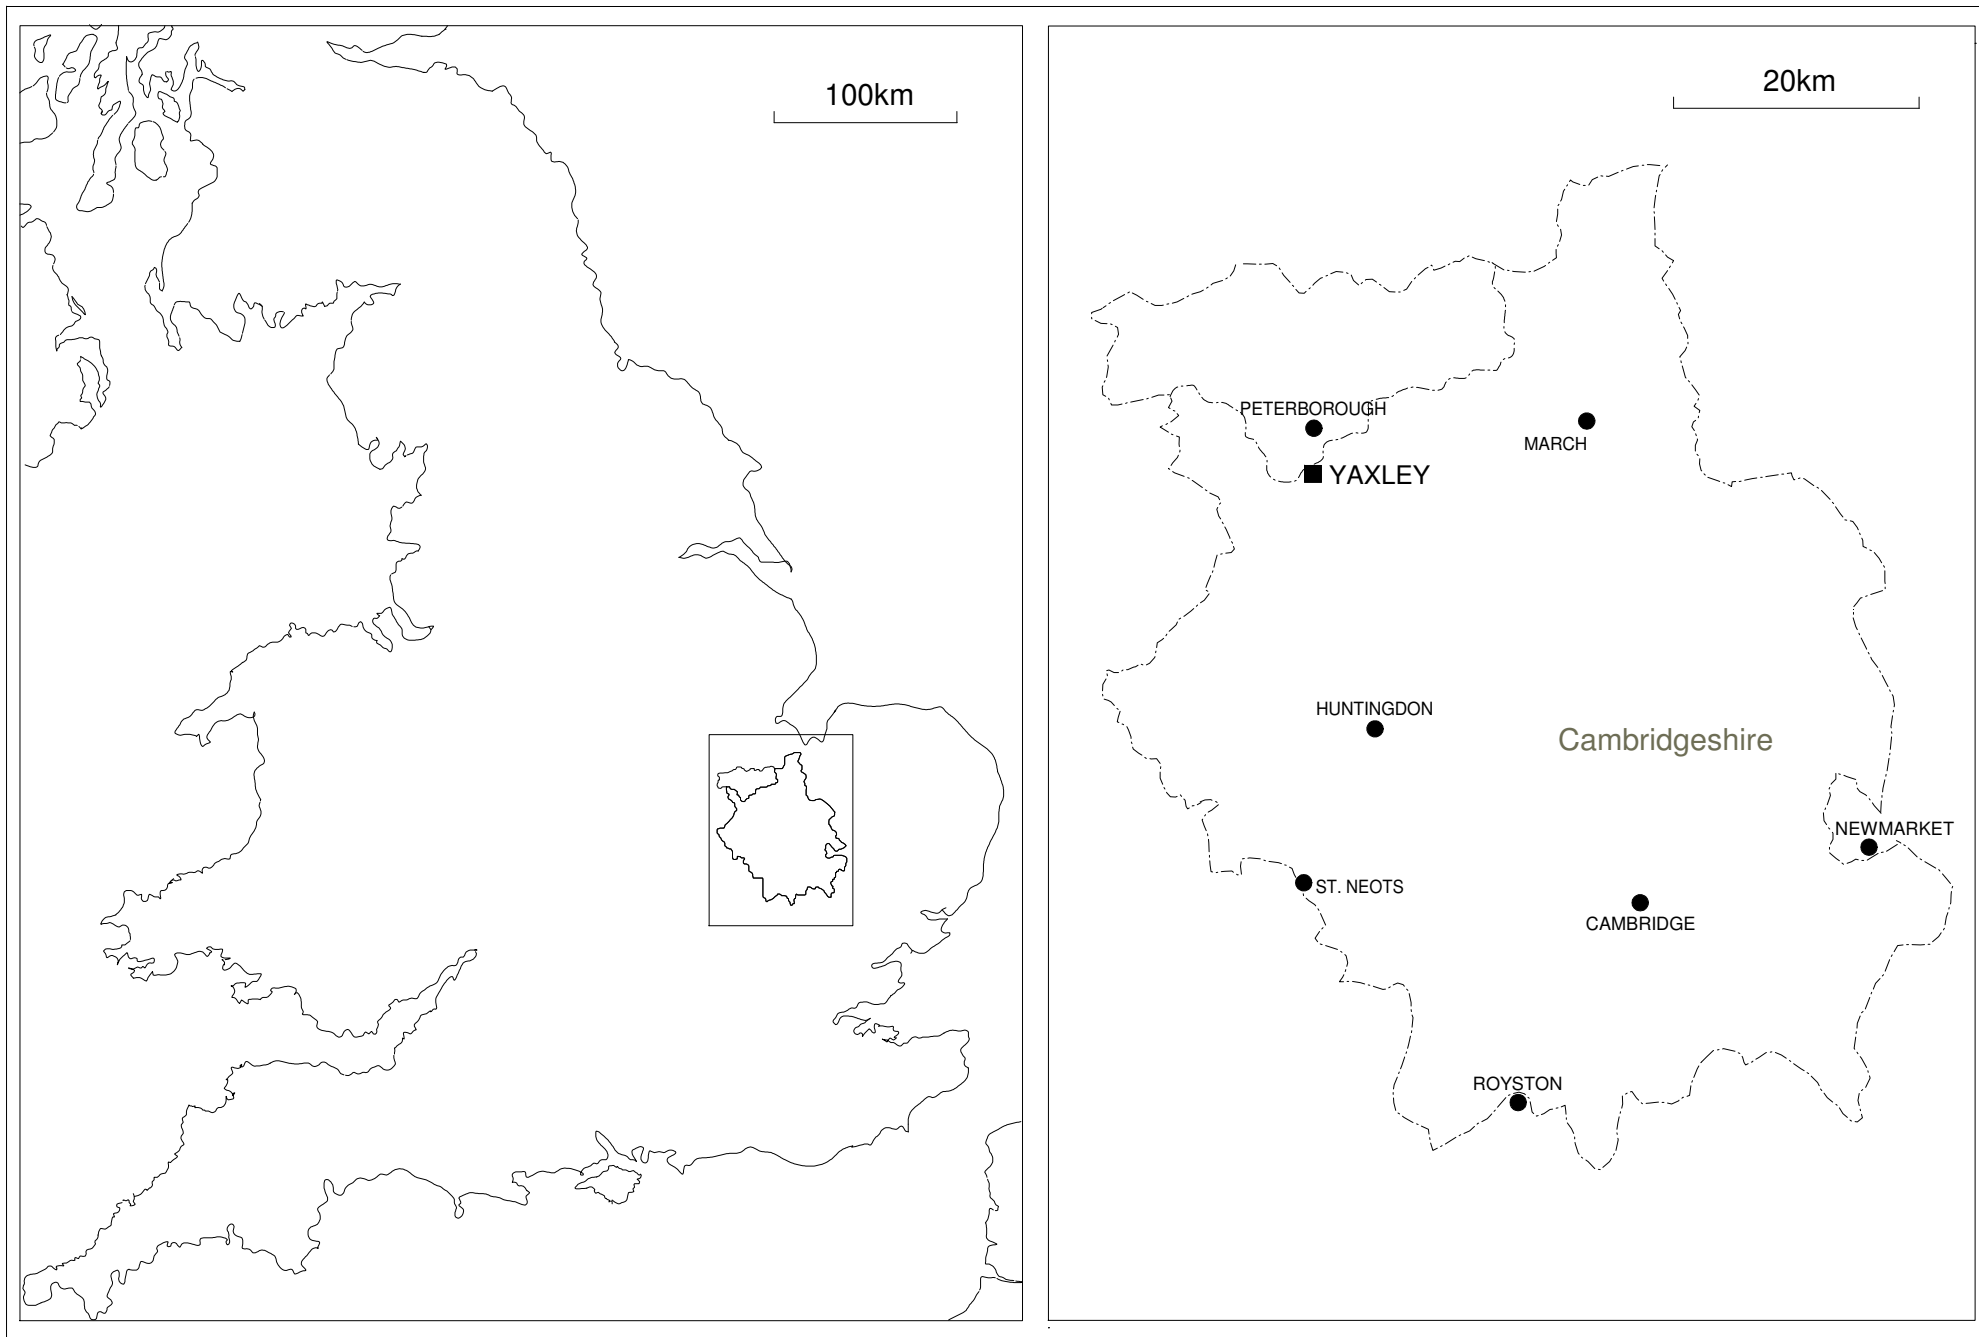 100km
20km
PETERBOROUGH
MARCH
YAXLEY
HUNTINGDON
Cambridgeshire
NEWMARKET
ST. NEOTS
CAMBRIDGE
ROYSTON